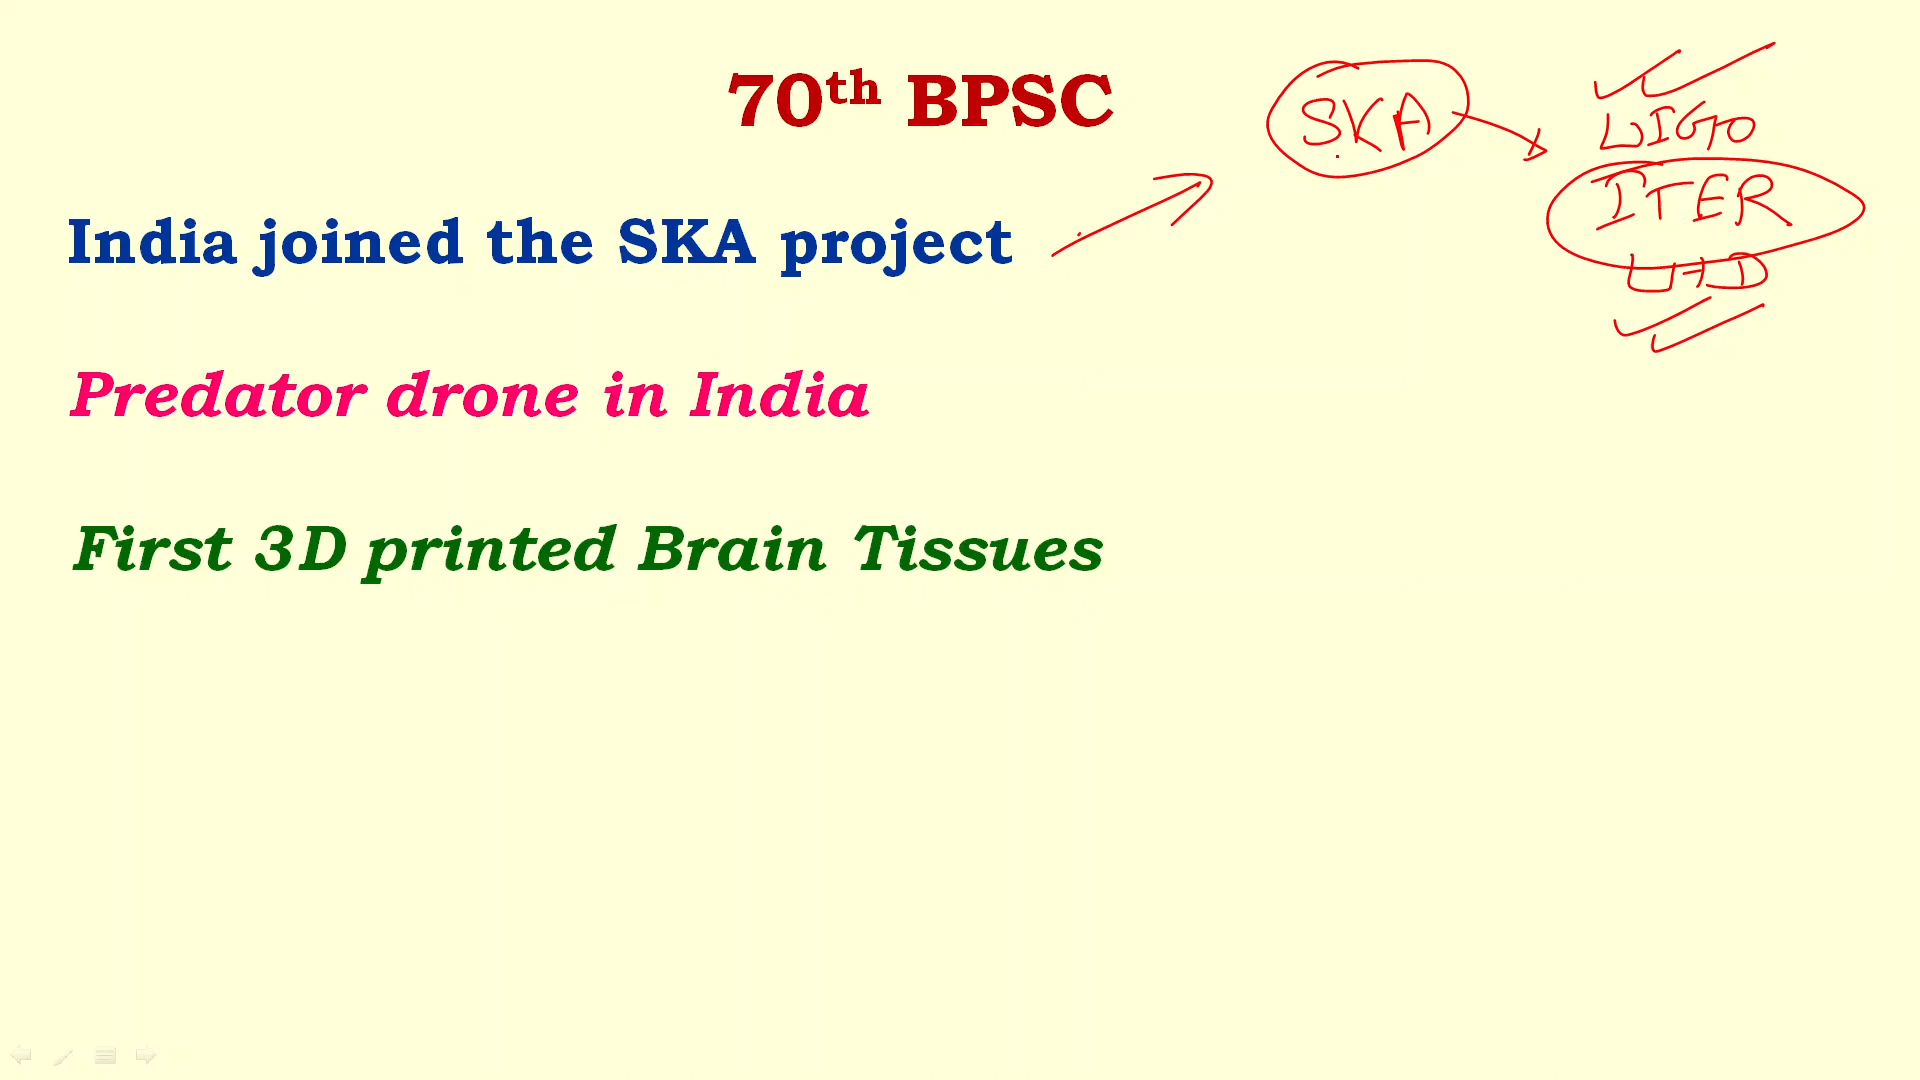 70th BPSC
SKA
LIGO
ITER
India joined the SKA project
Predator drone in India
First 3D printed Brain Tissues